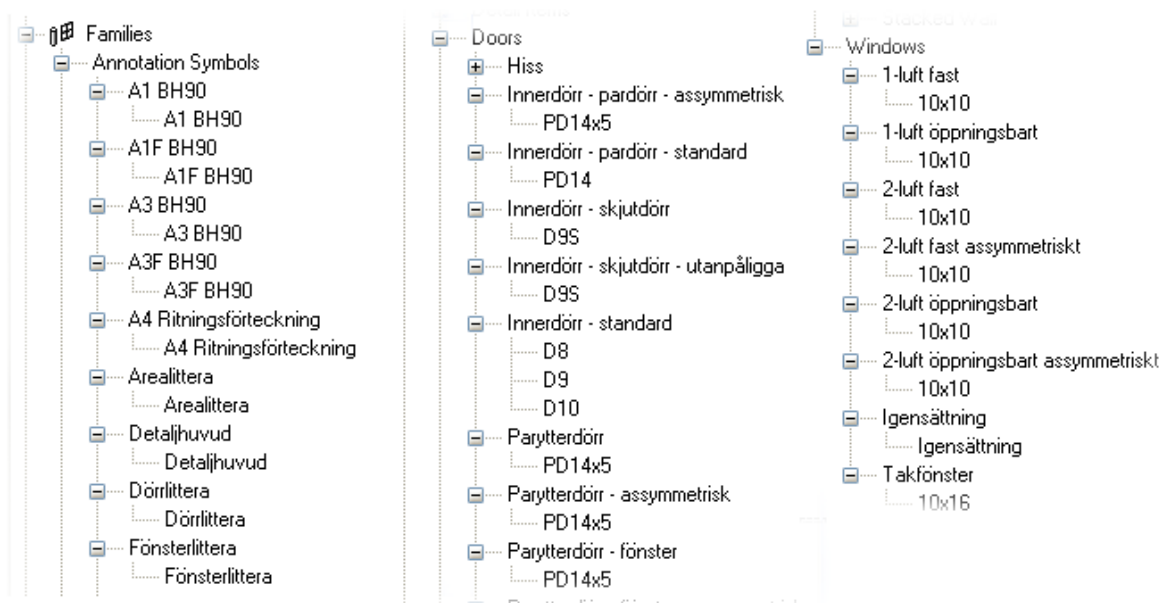 Families
Annotation Symbols
A1 BH90
A1 BH90
A1F BH90
A1F BH90
A3 BH90
A3 BH90
A3F BH90
A3F BH90
A4 Ritningsförteckning
A4 Ritningsförteckning
Arealittera
Arealittera
Detaljhuvud
Detaljhuvud
Dörrlittera
Dörrlittera
Fönsterlittera
Fönsterlittera
Doors
Hiss
Innerdörr - pardörr - assymmetrisk
PD14x5
Innerdörr - pardörr - standard
PD14
Innerdörr - skjutdörr
D9S
Innerdörr - skjutdörr - utanpåligga
D9S
Innerdörr - standard
D8
D9
D10
Parytterdörr
PD14x5
Parytterdörr - assymmetrisk
PD14x5
Parytterdörr - fönster
PD14x5
Windows
1-luft fast
10x10
1-luft öppningsbart
10x10
2-luft fast
10x10
2-luft fast assymmetriskt
10x10
2-luft öppningsbart
10x10
2-luft öppningsbart assymmetriskt
10x10
Igensättning
Igensättning
Takfönster
10x16